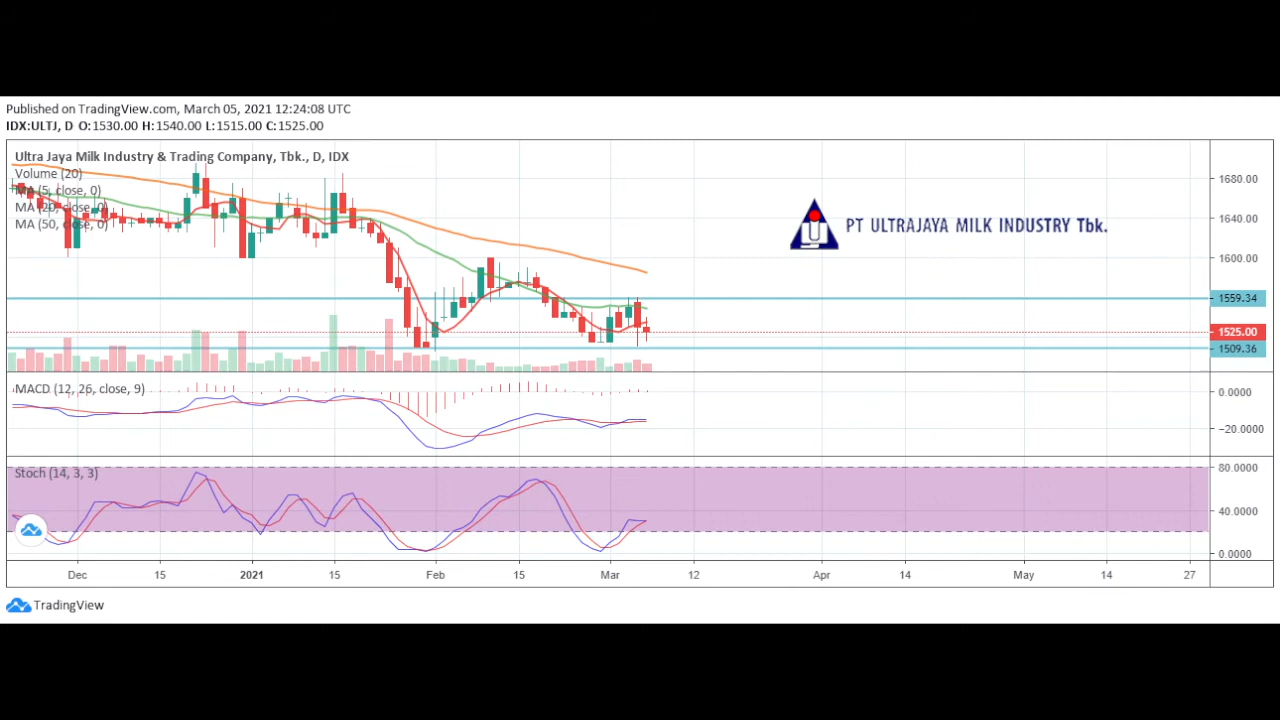 Published on TradingView.com, March 05, 2021 12:24:08 UTC
IDX:ULTJ, D O:1530.00 H:1540.00 L:1515.00 C:1525.00
Ultra Jaya Milk Industry & Trading Company, Tbk., D, IDX
Volume (20)
MA (5, close, 0)
MA (20, close, 0)
MA (50, close, 0)
PT ULTRAJAYA MILK INDUSTRY Tbk.
1680.00
1640.00
1600.00
1559.34
1525.00
1509.36
MACD (12, 26, close, 9)
0.0000
−20.0000
Stoch (14, 3, 3)
80.0000
40.0000
0.0000
Dec 15 2021 15 Feb 15 Mar 12 Apr 14 May 14 27
TradingView